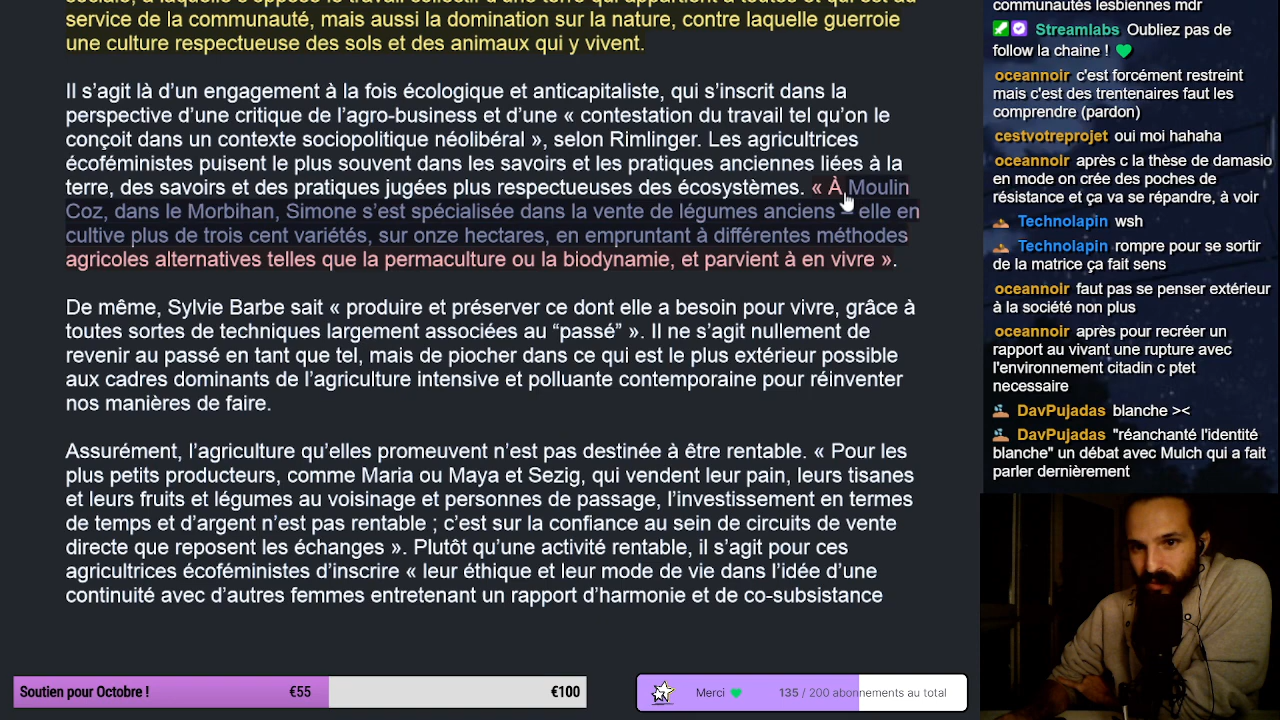 sociale, à laquelle s'oppose le travail collectif d'une terre qui appartient à toutes et qui est au
service de la communauté, mais aussi la domination sur la nature, contre laquelle guerroie
une culture respectueuse des sols et des animaux qui y vivent.
Il s'agit là d'un engagement à la fois écologique et anticapitaliste, qui s'inscrit dans la
perspective d'une critique de l'agro-business et d'une « contestation du travail tel qu'on le
conçoit dans un contexte sociopolitique néolibéral », selon Rimlinger. Les agricultrices
écoféministes puisent le plus souvent dans les savoirs et les pratiques anciennes liées à la
terre, des savoirs et des pratiques jugées plus respectueuses des écosystèmes. « À Moulin
Coz, dans le Morbihan, Simone s'est spécialisée dans la vente de légumes anciens – elle en
cultive plus de trois cent variétés, sur onze hectares, en empruntant à différentes méthodes
agricoles alternatives telles que la permaculture ou la biodynamie, et parvient à en vivre ».
De même, Sylvie Barbe sait « produire et préserver ce dont elle a besoin pour vivre, grâce à
toutes sortes de techniques largement associées au “passé” ». Il ne s'agit nullement de
revenir au passé en tant que tel, mais de piocher dans ce qui est le plus extérieur possible
aux cadres dominants de l'agriculture intensive et polluante contemporaine pour réinventer
nos manières de faire.
Assurément, l'agriculture qu'elles promeuvent n'est pas destinée à être rentable. « Pour les
plus petits producteurs, comme Maria ou Maya et Sezig, qui vendent leur pain, leurs tisanes
et leurs fruits et légumes au voisinage et personnes de passage, l'investissement en termes
de temps et d'argent n'est pas rentable ; c'est sur la confiance au sein de circuits de vente
directe que reposent les échanges ». Plutôt qu'une activité rentable, il s'agit pour ces
agricultrices écoféministes d'inscrire « leur éthique et leur mode de vie dans l'idée d'une
continuité avec d'autres femmes entretenant un rapport d'harmonie et de co-subsistance
Soutien pour Octobre ! €55 €100
Merci 135 / 200 abonnements au total
communautés lesbiennes mdr
Streamlabs Oubliez pas de
follow la chaine !
oceannoir c'est forcément restreint
mais c'est des trentenaires faut les
comprendre (pardon)
cestvotreprojet oui moi hahaha
oceannoir après c la thèse de damasio
en mode on crée des poches de
résistance et ça va se répandre, à voir
Technolapin wsh
Technolapin rompre pour se sortir
de la matrice ça fait sens
oceannoir faut pas se penser extérieur
à la société non plus
oceannoir après pour recréer un
rapport au vivant une rupture avec
l'environnement citadin c ptet
necessaire
DavPujadas blanche ><
DavPujadas "réanchanté l'identité
blanche" un débat avec Mulch qui a fait
parler dernièrement